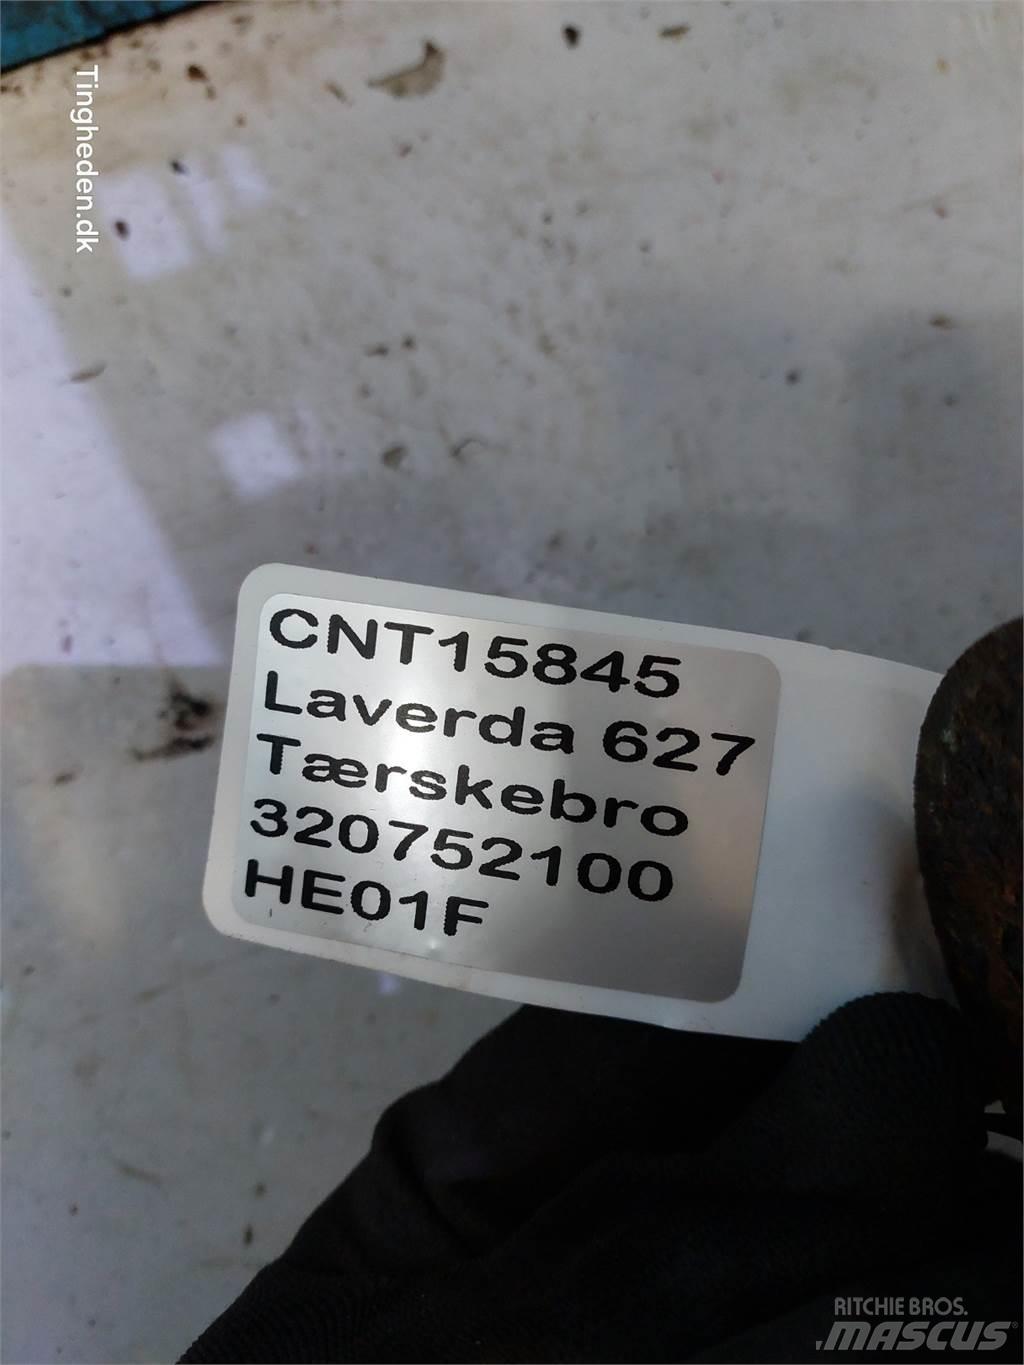 Tingheden.dk
CNT15845
Laverda 627
Tærskebro
320752100
HE01F
RITCHIE BROS.
MASCUS